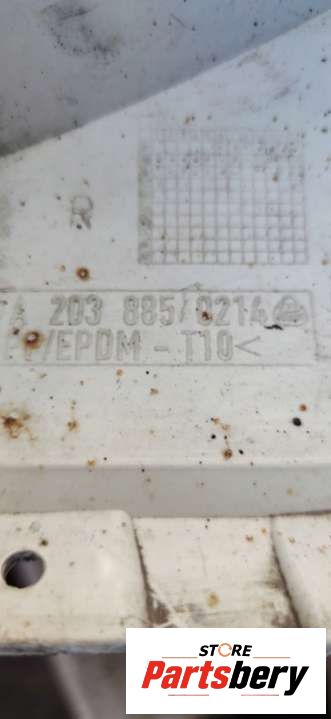 R
A 203 885/0214
/EPDM - T10<
STORE
Partsbery